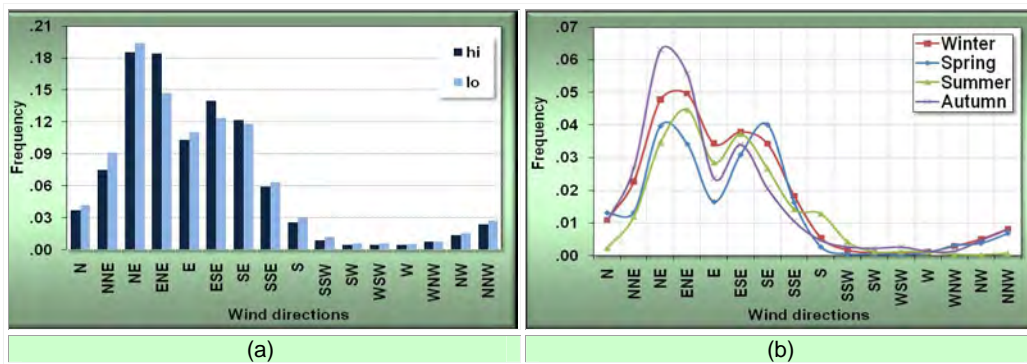 .21
.18
.15
.12
.09
.06
.03
.00
Frequency
hi
lo
N NNE NE ENE E ESE SE SSE S SSW SW WSW W WNW NW NNW
Wind directions
(a)
.07
.06
.05
.04
.03
.02
.01
.00
Frequency
Winter
Spring
Summer
Autumn
N NNE NE ENE E ESE SE SSE S SSW SW WSW W WNW NW NNW
Wind directions
(b)